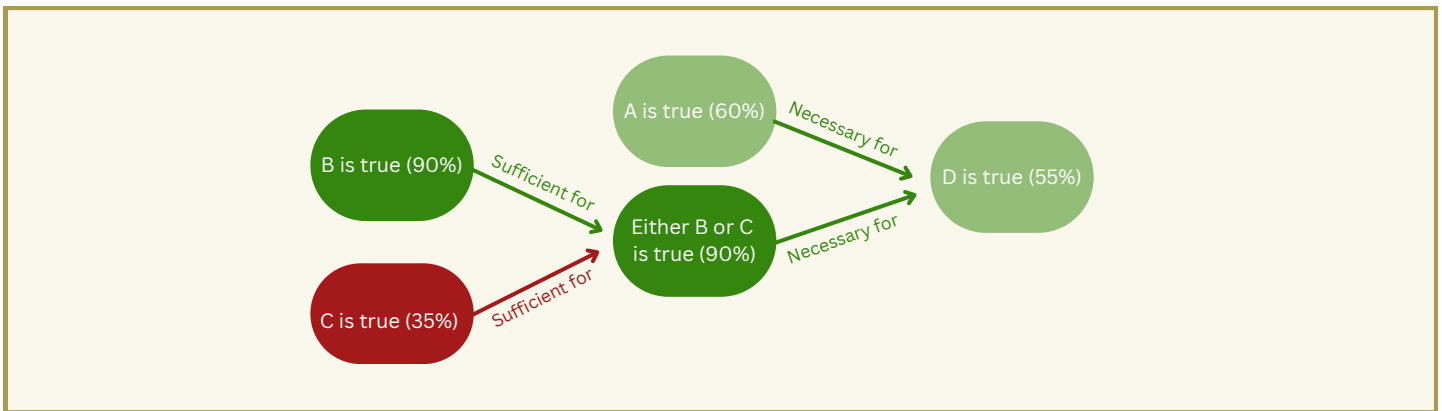 A is true (60%)
Necessary for
B is true (90%)
Sufficient for
D is true (55%)
Either B or C
is true (90%)
Necessary for
Sufficient for
C is true (35%)